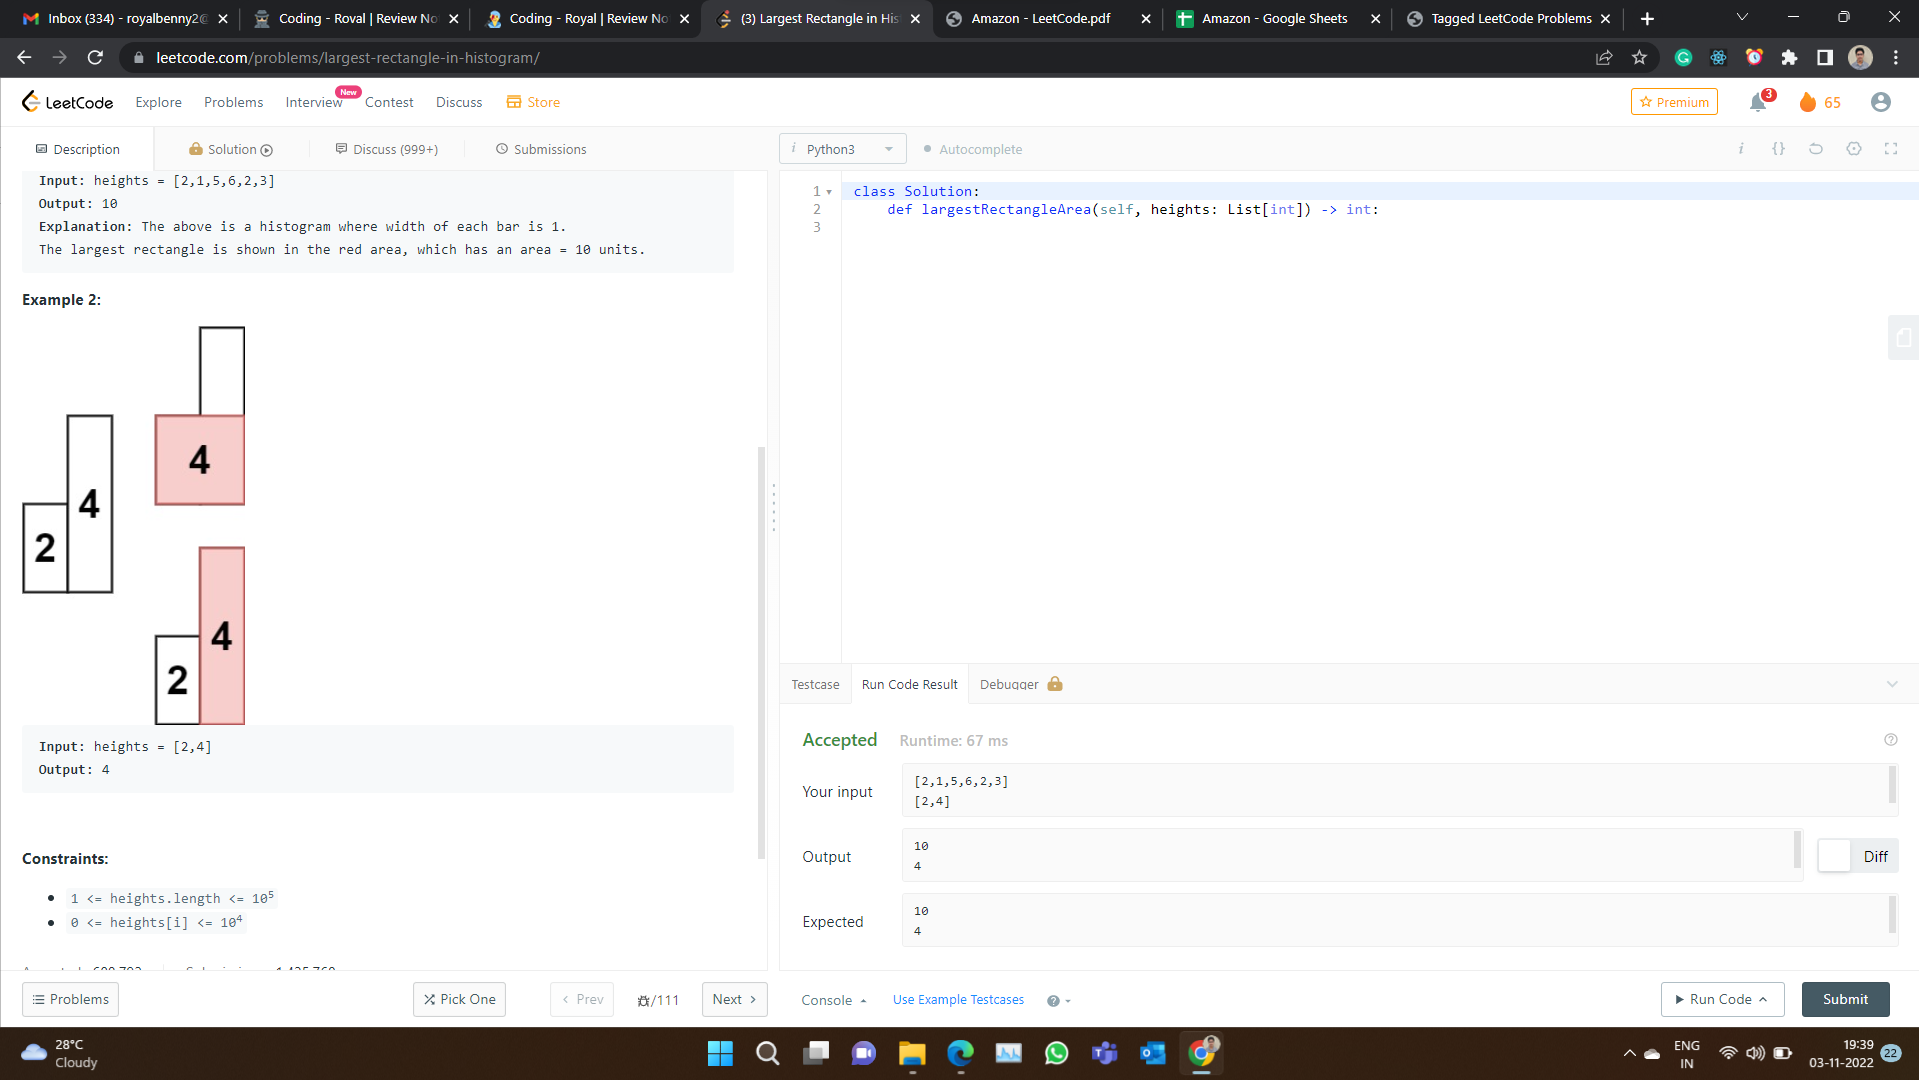 Inbox (334) - royalbenny2@
Coding - Royal | Review No
Coding - Royal | Review No
(3) Largest Rectangle in His
Amazon - LeetCode.pdf
Amazon - Google Sheets
Tagged LeetCode Problems
leetcode.com/problems/largest-rectangle-in-histogram/
LeetCode
Explore
Problems
Interview
New
Contest
Discuss
Store
Premium
3
65
Description
Solution
Discuss (999+)
Submissions
i Python3
Autocomplete
i
{}
Input: heights = [2,1,5,6,2,3]
Output: 10
Explanation: The above is a histogram where width of each bar is 1.
The largest rectangle is shown in the red area, which has an area = 10 units.
Example 2:
4
4
2
4
2
Input: heights = [2,4]
Output: 4
Constraints:
1 <= heights.length <= 10⁵
0 <= heights[i] <= 10⁴
Problems
Pick One
Prev
/111
Next
1 class Solution:
2 def largestRectangleArea(self, heights: List[int]) -> int:
3
Testcase
Run Code Result
Debugger
Accepted
Runtime: 67 ms
Your input
[2,1,5,6,2,3]
[2,4]
Output
10
4
Diff
Expected
10
4
Console
Use Example Testcases
Run Code
Submit
28°C
Cloudy
ENG
IN
19:39
03-11-2022
22